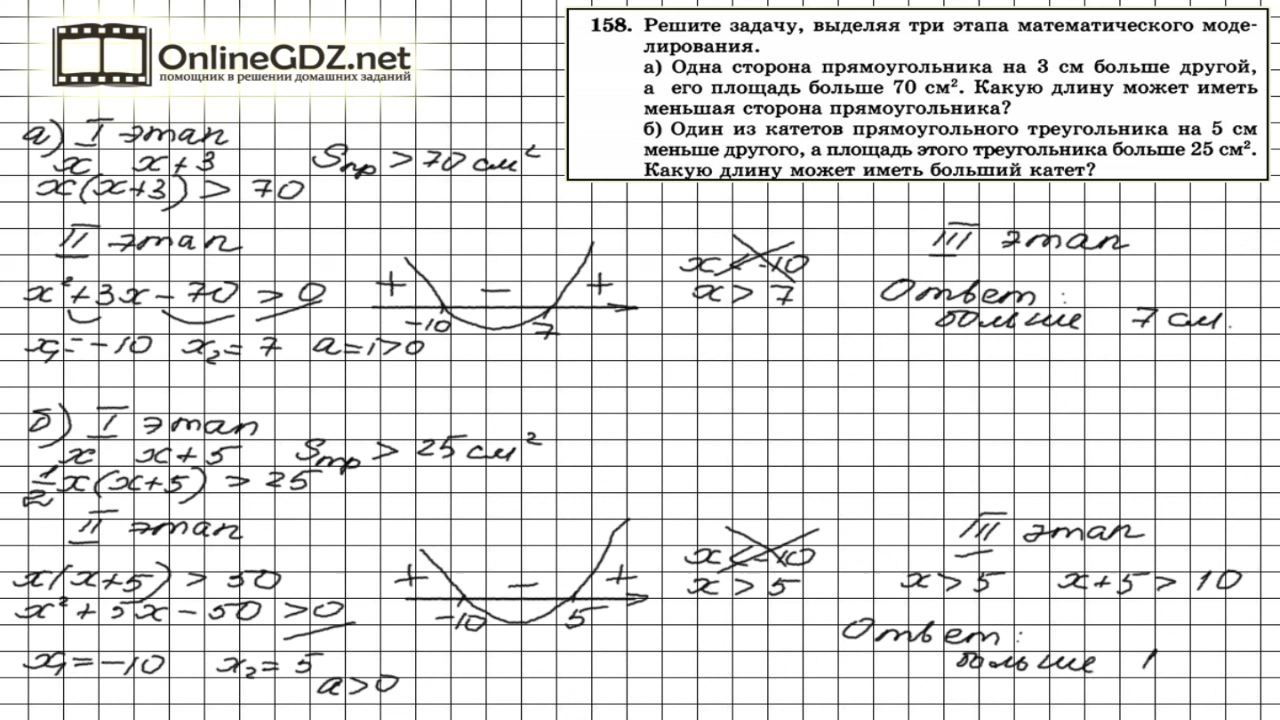 OnlineGDZ.net
помощник в решении домашних заданий
158. Решите задачу, выделяя три этапа математического моде-
лирования.
а) Одна сторона прямоугольника на 3 см больше другой,
а его площадь больше 70 см². Какую длину может иметь
меньшая сторона прямоугольника?
б) Один из катетов прямоугольного треугольника на 5 см
меньше другого, а площадь этого треугольника больше 25 см².
Какую длину может иметь больший катет?
а) I этап
x x+3 Sпр > 70 см²
x(x+3) > 70
II этап
x²+3x-70 > 0
x₁=-10 x₂=7 a=1>0
+ - +
-10 7
x<-10
x>7
III этап
Ответ:
больше 7 см.
б) I этап
x x+5 Sтр > 25 см²
1/2 x(x+5) > 25
II этап
x(x+5) > 50
x²+5x-50 > 0
x₁=-10 x₂=5
a>0
+ - +
-10 5
x<-10
x>5
III этап
x>5 x+5>10
Ответ:
больше 1